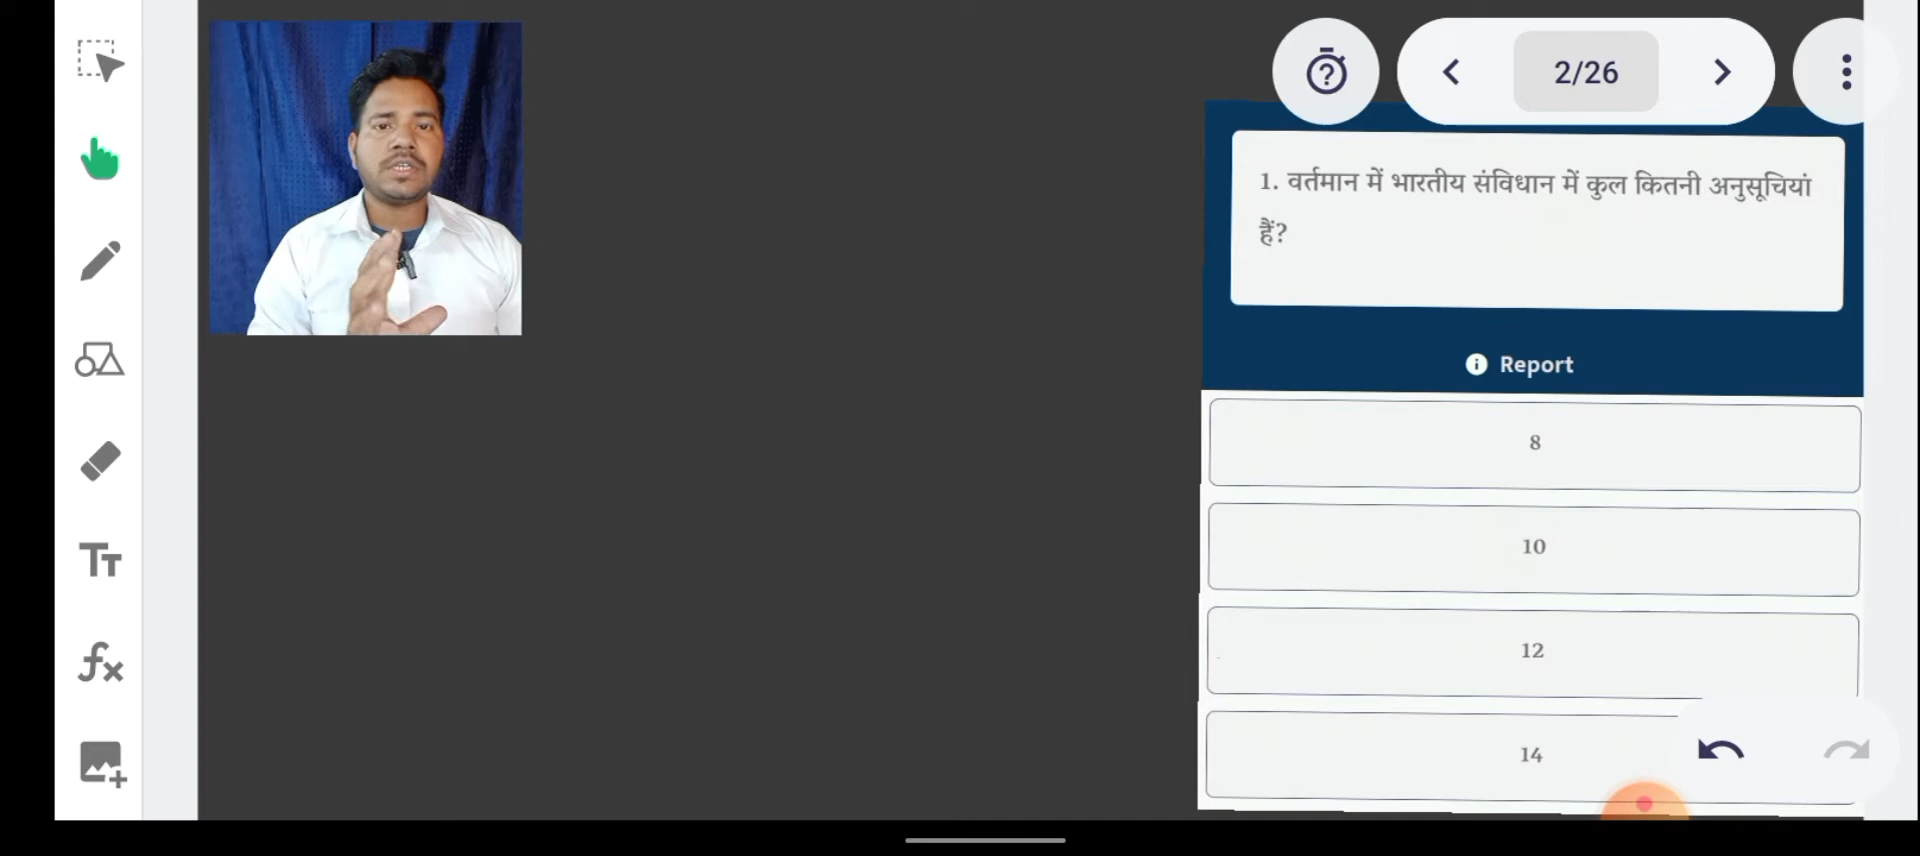 2/26
1. वर्तमान में भारतीय संविधान में कुल कितनी अनुसूचियां
हैं?
Report
8
10
12
14